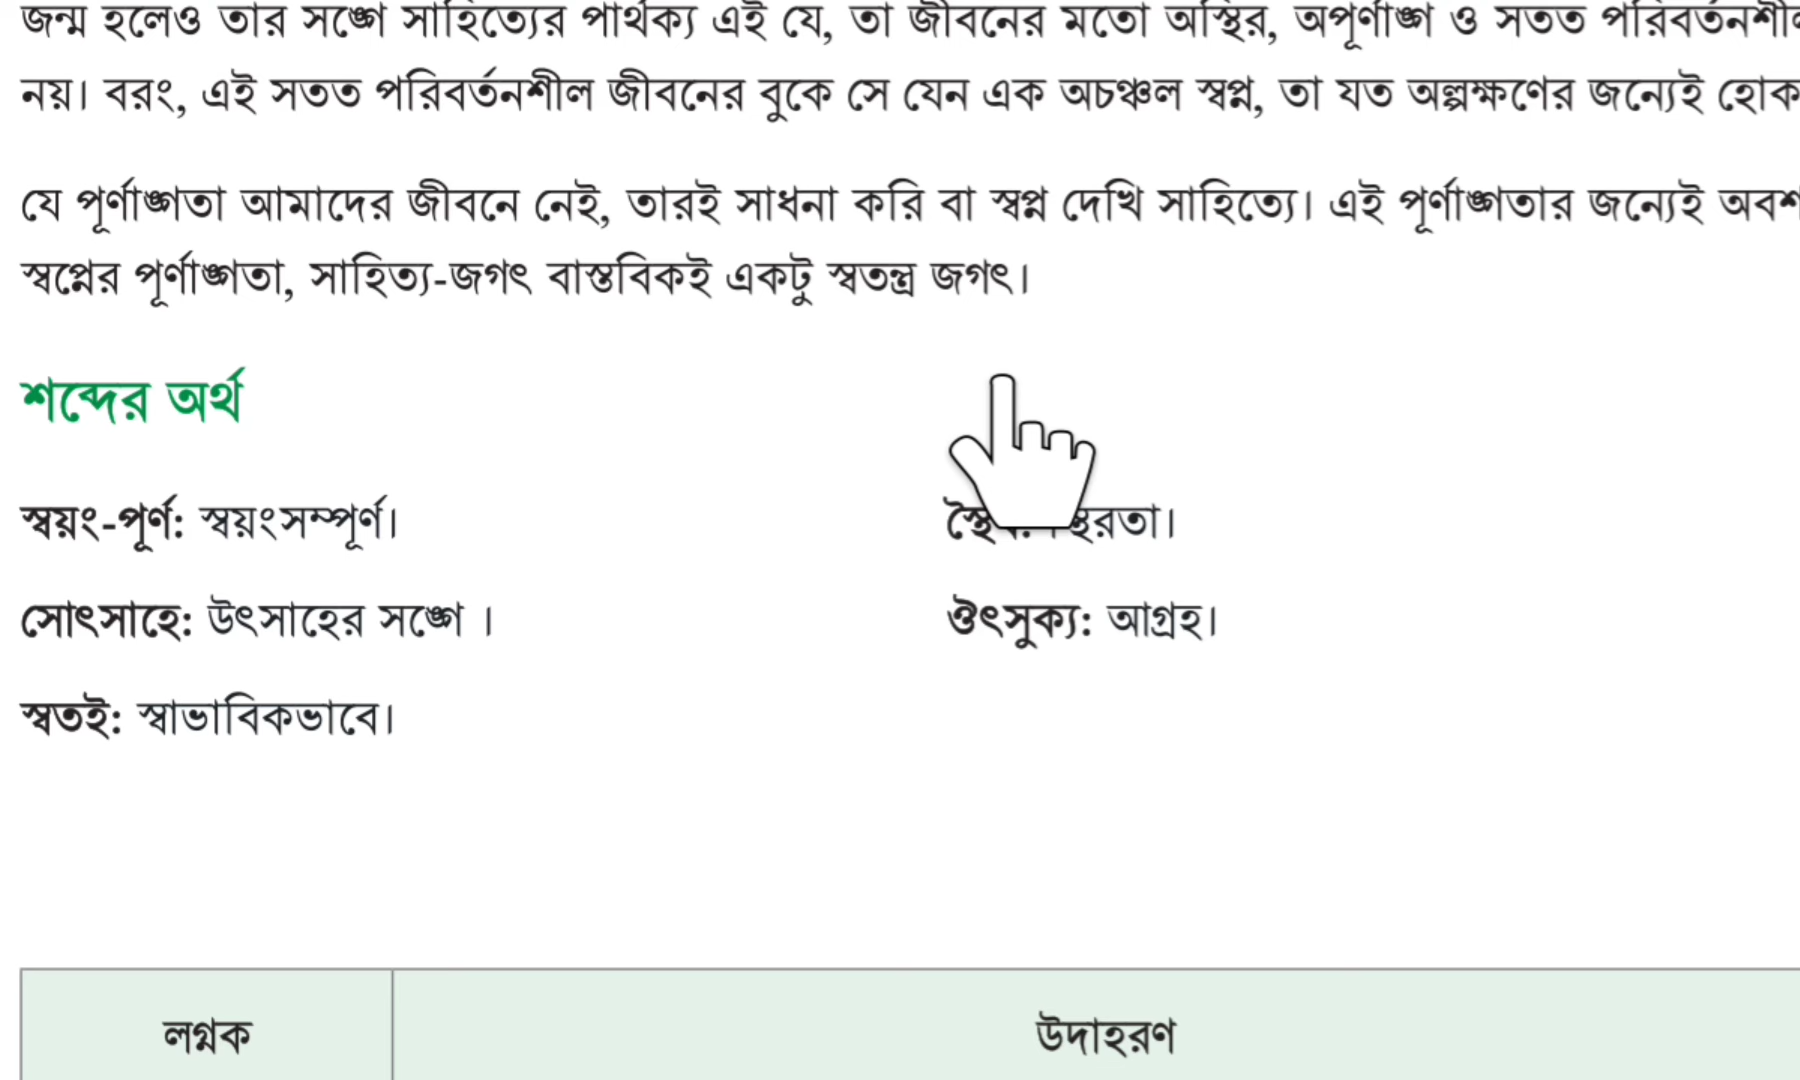 জন্ম হলেও তার সঙ্গে সাহিত্যের পার্থক্য এই যে, তা জীবনের মতো অস্থির, অপূর্ণাঙ্গ ও সতত পরিবর্তনশীল
নয়। বরং, এই সতত পরিবর্তনশীল জীবনের বুকে সে যেন এক অচঞ্চল স্বপ্ন, তা যত অল্পক্ষণের জন্যেই হোক
যে পূর্ণাঙ্গতা আমাদের জীবনে নেই, তারই সাধনা করি বা স্বপ্ন দেখি সাহিত্যে। এই পূর্ণাঙ্গতার জন্যেই
স্বপ্নের পূর্ণাঙ্গতা, সাহিত্য-জগৎ বাস্তবিকই একটু স্বতন্ত্র জগৎ।
শব্দের অর্থ
স্বয়ং-পূর্ণ: স্বয়ংসম্পূর্ণ।
সোৎসাহে: উৎসাহের সঙ্গে ।
ঔৎসুক্য: আগ্রহ।
স্বতই: স্বাভাবিকভাবে।
লগ্নক
উদাহরণ